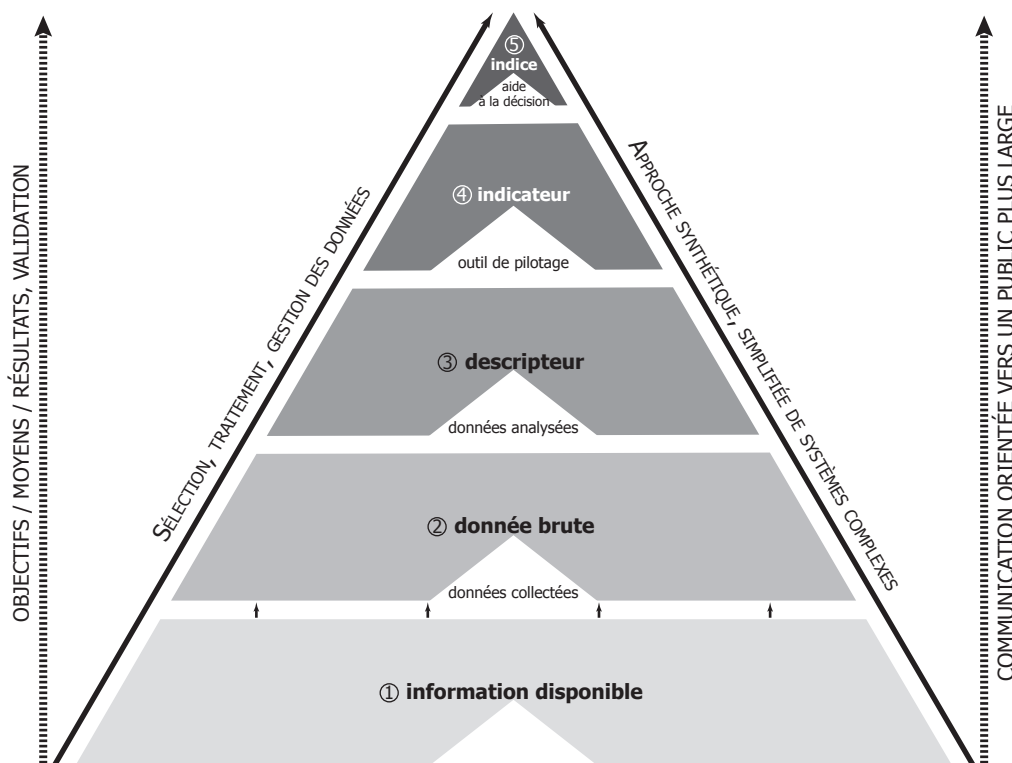 ⑤
indice
aide
à la décision
④ indicateur
outil de pilotage
③ descripteur
données analysées
② donnée brute
données collectées
① information disponible
OBJECTIFS / MOYENS / RÉSULTATS, VALIDATION
SÉLECTION, TRAITEMENT, GESTION DES DONNÉES
APPROCHE SYNTHÉTIQUE, SIMPLIFIÉE DE SYSTÈMES COMPLEXES
COMMUNICATION ORIENTÉE VERS UN PUBLIC PLUS LARGE